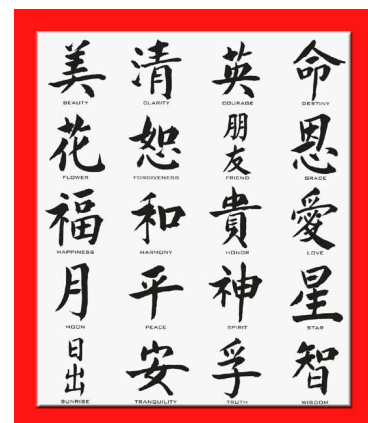 美 清 英 命
BEAUTY CLARITY COURAGE DESTINY
花 恕 朋友 恩
FLOWER FORGIVENESS FRIEND GRACE
福 和 貴 愛
HAPPINESS HARMONY HONOR LOVE
月 平 神 星
MOON PEACE SPIRIT STAR
日出 安 孚 智
SUNRISE TRANQUILITY TRUTH WISDOM